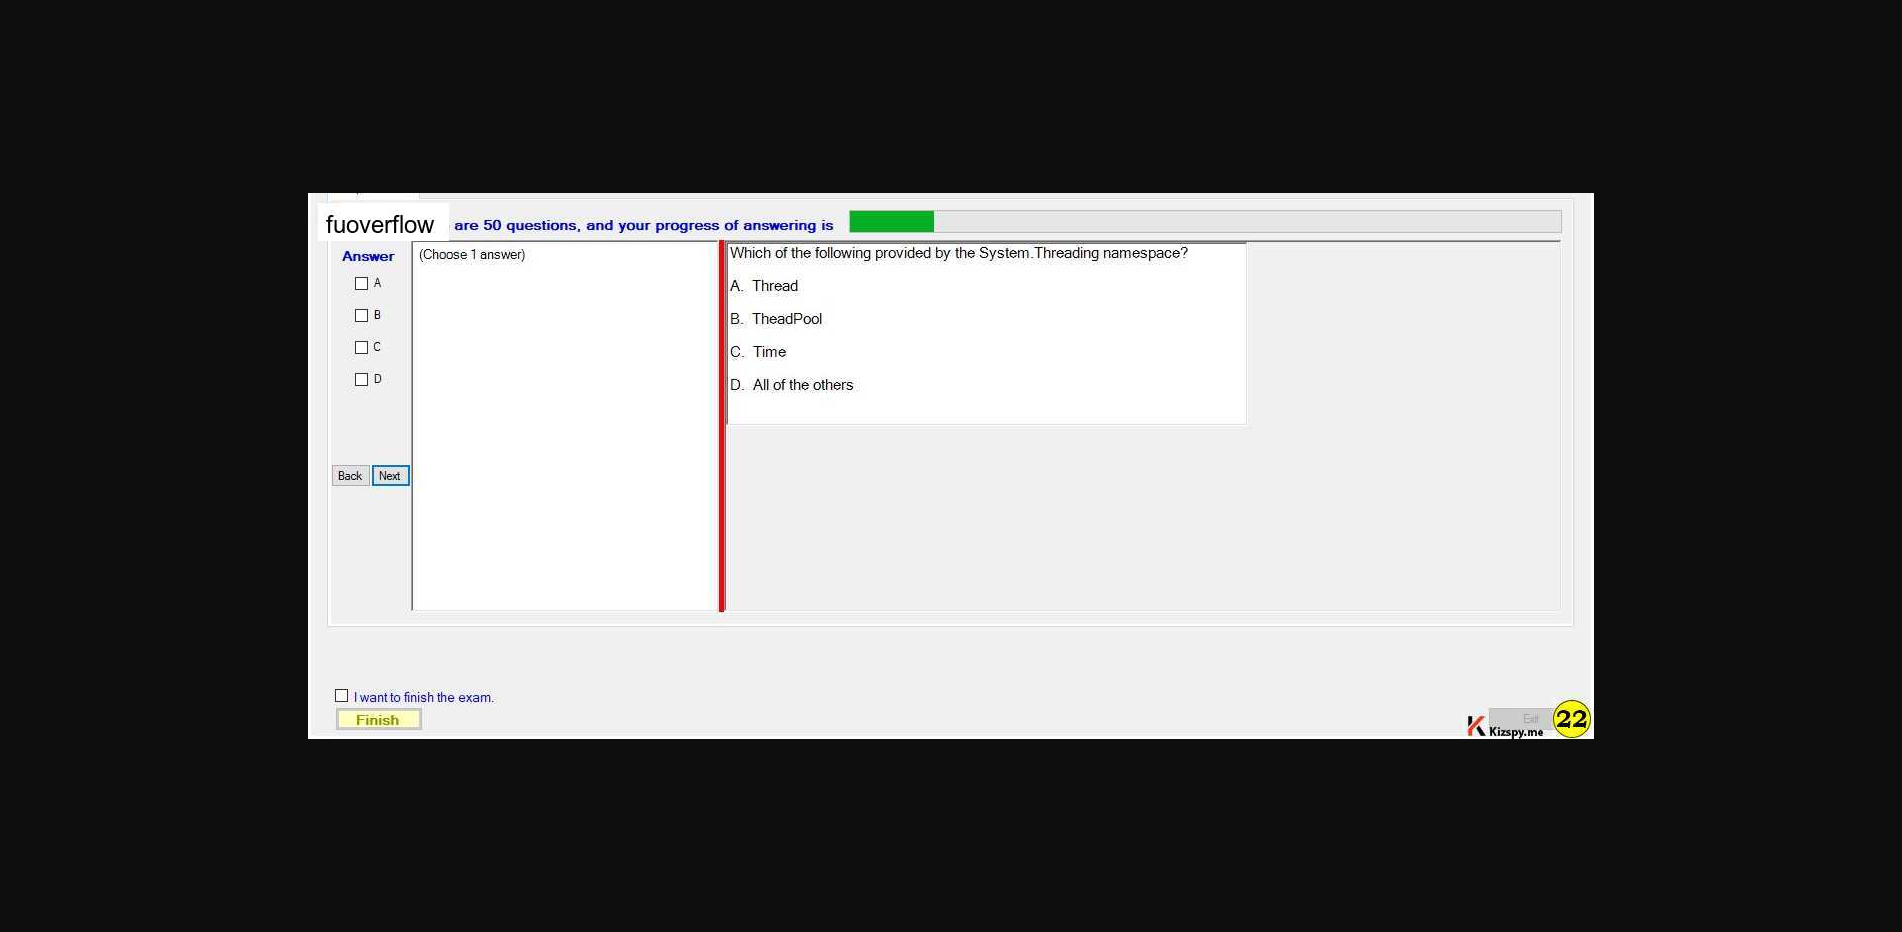 fuoverflow are 50 questions, and your progress of answering is
Answer
(Choose 1 answer)
A
B
C
D
Back Next
Which of the following provided by the System.Threading namespace?
A. Thread
B. TheadPool
C. Time
D. All of the others
I want to finish the exam.
Finish
Exit
Kizspy.me
22